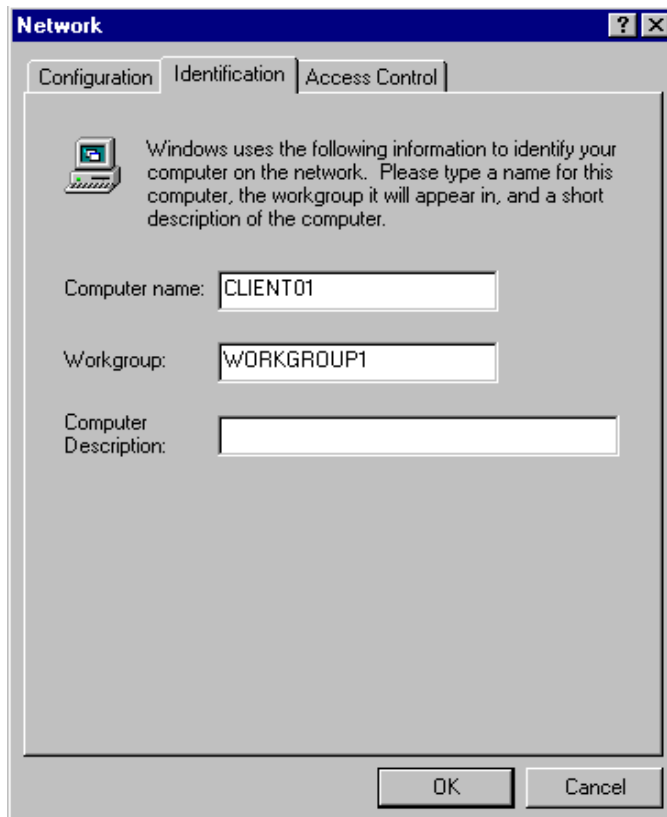 Network
Configuration Identification Access Control
Windows uses the following information to identify your
computer on the network. Please type a name for this
computer, the workgroup it will appear in, and a short
description of the computer.
Computer name: CLIENT01
Workgroup: WORKGROUP1
Computer
Description:
OK Cancel